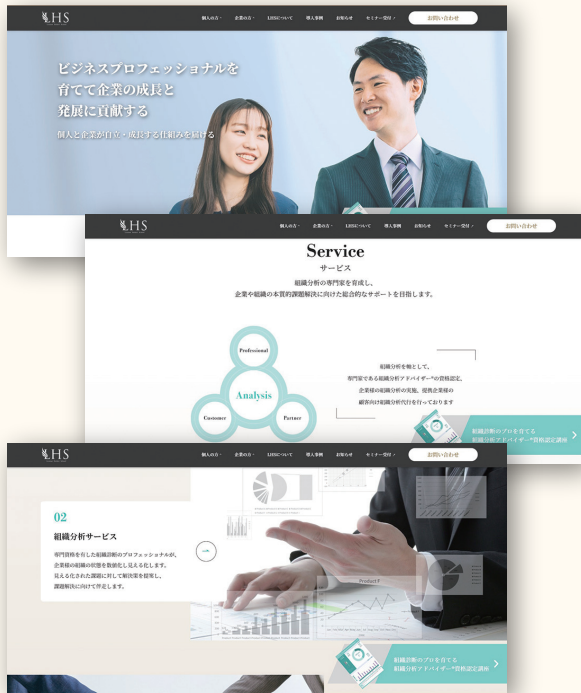 LHS
個人の方
企業の方
LHSについて
導入事例
お知らせ
セミナー受付
お問い合わせ
ビジネスプロフェッショナルを
育てて企業の成長と
発展に貢献する
個人と企業が自立・成長する仕組みを届ける
LHS
個人の方
企業の方
LHSについて
導入事例
お知らせ
セミナー受付
お問い合わせ
Service
サービス
組織分析の専門家を育成し、
企業や組織の本質的課題解決に向けた総合的なサポートを目指します。
Professional
Analysis
Customer
Partner
組織分析を軸として、
専門家である組織分析アドバイザー®の資格認定、
企業様の組織分析の実施、提携企業様の
顧客向け組織分析代行を行っております
組織診断のプロを育てる
組織分析アドバイザー®資格認定講座
LHS
個人の方
企業の方
LHSについて
導入事例
お知らせ
セミナー受付
お問い合わせ
02
組織分析サービス
専門資格を有した組織診断のプロフェッショナルが、
企業様の組織の状態を数値化し見える化します。
見える化された課題に対して解決策を提案し、
課題解決に向けて伴走します。
Productif
組織診断のプロを育てる
組織分析アドバイザー®資格認定講座